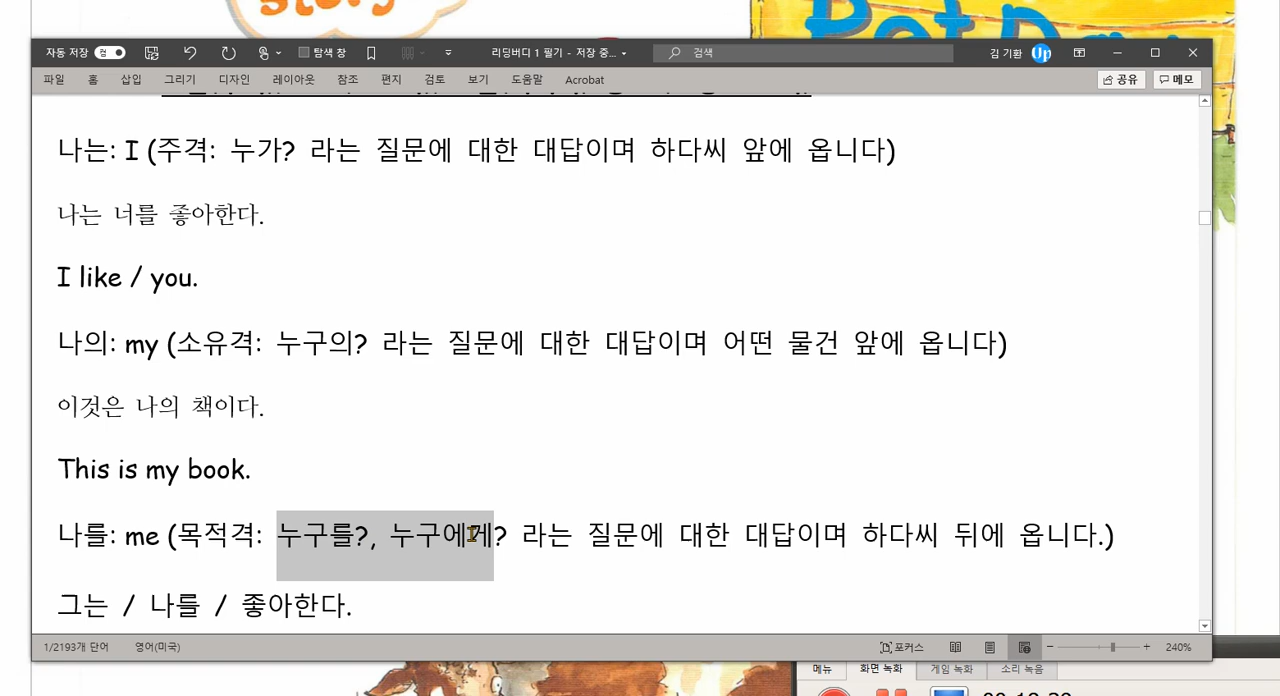 story
Pet D
자동 저장 컴 탐색 창 리딩버디 1 필기 - 저장 중... 검색 김 기환 Up
파일 홈 삽입 그리기 디자인 레이아웃 참조 편지 검토 보기 도움말 Acrobat 공유 메모
나는: I (주격: 누가? 라는 질문에 대한 대답이며 하다씨 앞에 옵니다)
나는 너를 좋아한다.
I like / you.
나의: my (소유격: 누구의? 라는 질문에 대한 대답이며 어떤 물건 앞에 옵니다)
이것은 나의 책이다.
This is my book.
나를: me (목적격: 누구를?, 누구에게? 라는 질문에 대한 대답이며 하다씨 뒤에 옵니다.)
그는 / 나를 / 좋아한다.
1/2193개 단어 영어(미국) 포커스 240%
메뉴 화면 녹화 게임 녹화 소리 녹음